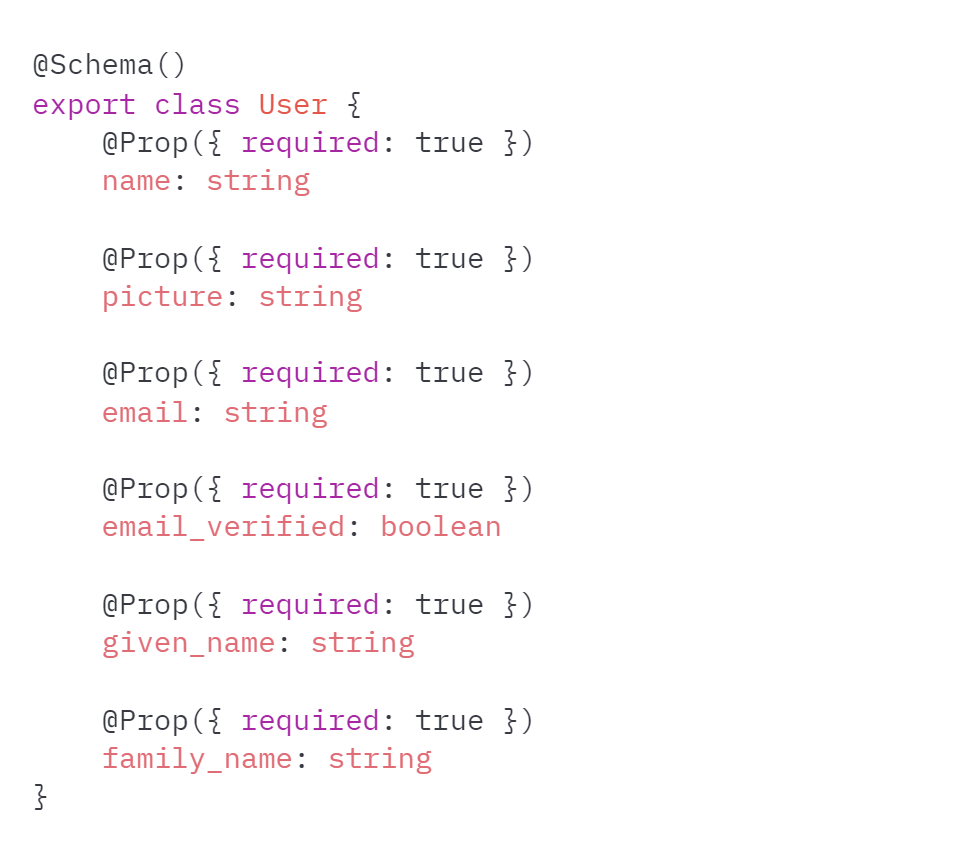 @Schema()
export class User {
    @Prop({ required: true })
    name: string

    @Prop({ required: true })
    picture: string

    @Prop({ required: true })
    email: string

    @Prop({ required: true })
    email_verified: boolean

    @Prop({ required: true })
    given_name: string

    @Prop({ required: true })
    family_name: string
}